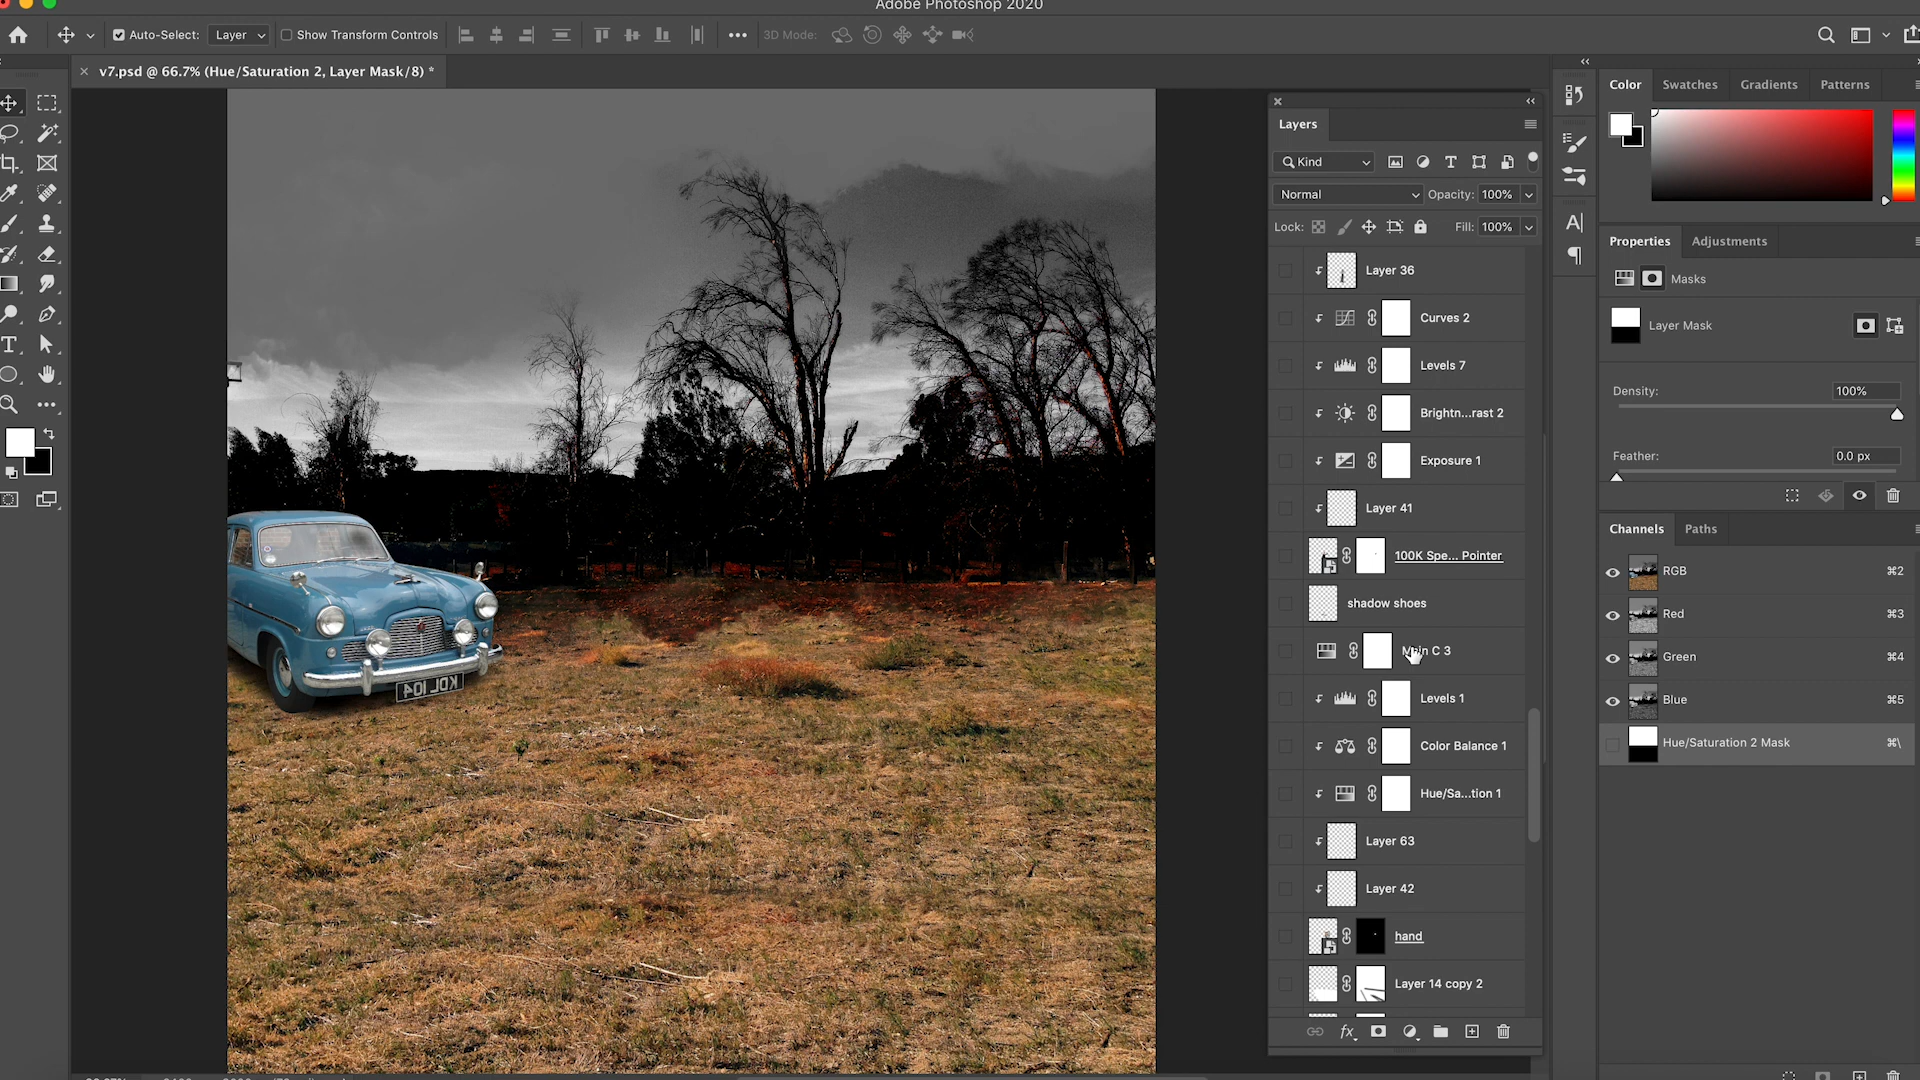 Adobe Photoshop 2020
Auto-Select: Layer Show Transform Controls 3D Mode:
v7.psd @ 66.7% (Hue/Saturation 2, Layer Mask/8) *
Layers
Kind
Normal Opacity: 100%
Lock: Fill: 100%
Layer 36
Curves 2
Levels 7
Brightn...rast 2
Exposure 1
Layer 41
100K Spe... Pointer
shadow shoes
Main C 3
Levels 1
Color Balance 1
Hue/Sa...tion 1
Layer 63
Layer 42
hand
Layer 14 copy 2
Color Swatches Gradients Patterns
Properties Adjustments
Masks
Layer Mask
Density: 100%
Feather: 0.0 px
Channels Paths
RGB ⌘2
Red ⌘3
Green ⌘4
Blue ⌘5
Hue/Saturation 2 Mask ⌘\
KDL 104